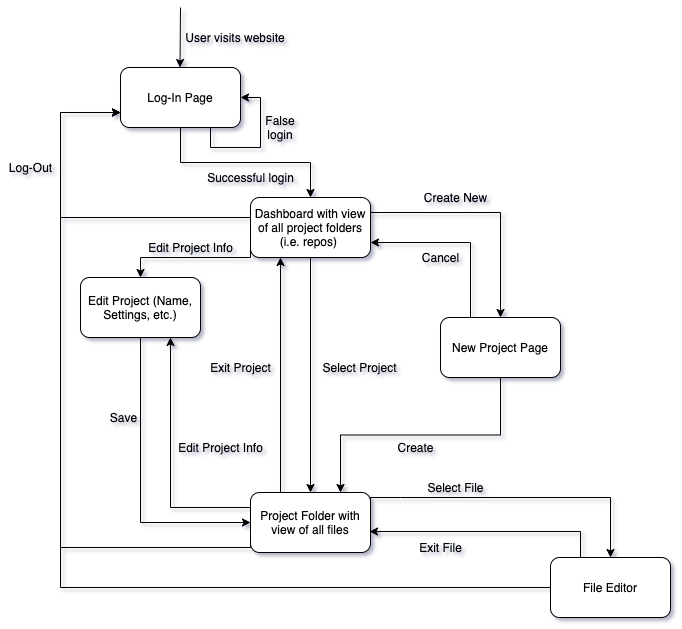 User visits website
Log-In Page
False
login
Log-Out
Successful login
Create New
Dashboard with view
of all project folders
(i.e. repos)
Edit Project Info
Cancel
Edit Project (Name,
Settings, etc.)
New Project Page
Exit Project
Select Project
Save
Edit Project Info
Create
Select File
Project Folder with
view of all files
Exit File
File Editor